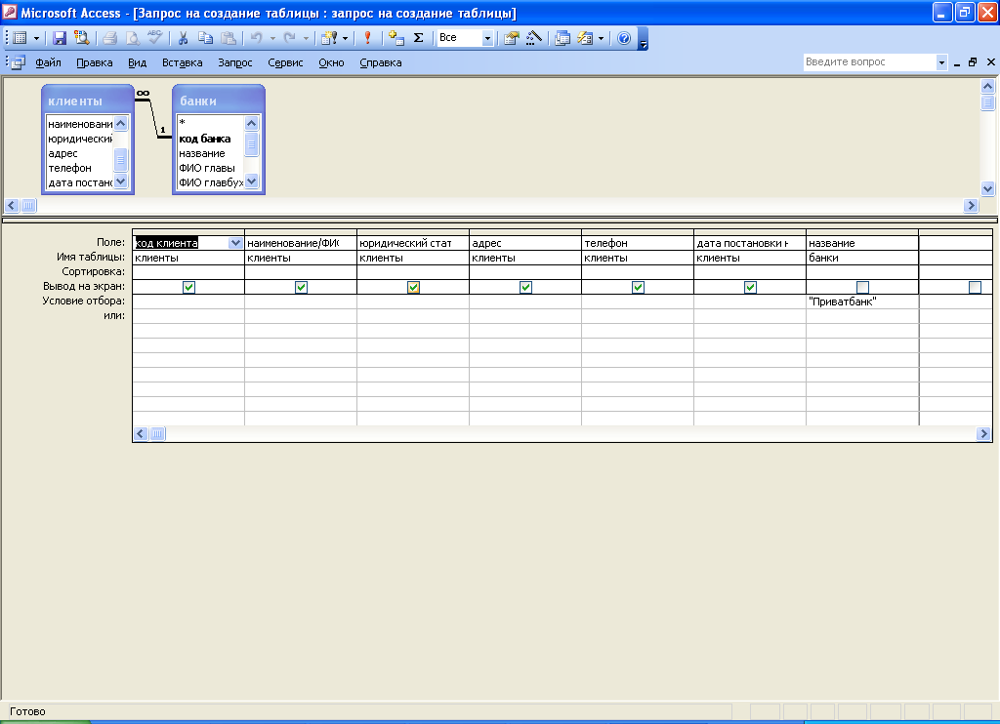 Microsoft Access - [Запрос на создание таблицы : запрос на создание таблицы]
Все
Файл Правка Вид Вставка Запрос Сервис Окно Справка Введите вопрос
клиенты
наименовани
юридический
адрес
телефон
дата постано
∞
1
банки
*
код банка
название
ФИО главы
ФИО главбух
Поле: код клиента наименование/ФИО юридический стат адрес телефон дата постановки н название
Имя таблицы: клиенты клиенты клиенты клиенты клиенты клиенты банки
Сортировка:
Вывод на экран:
Условие отбора: "Приватбанк"
или:
Готово